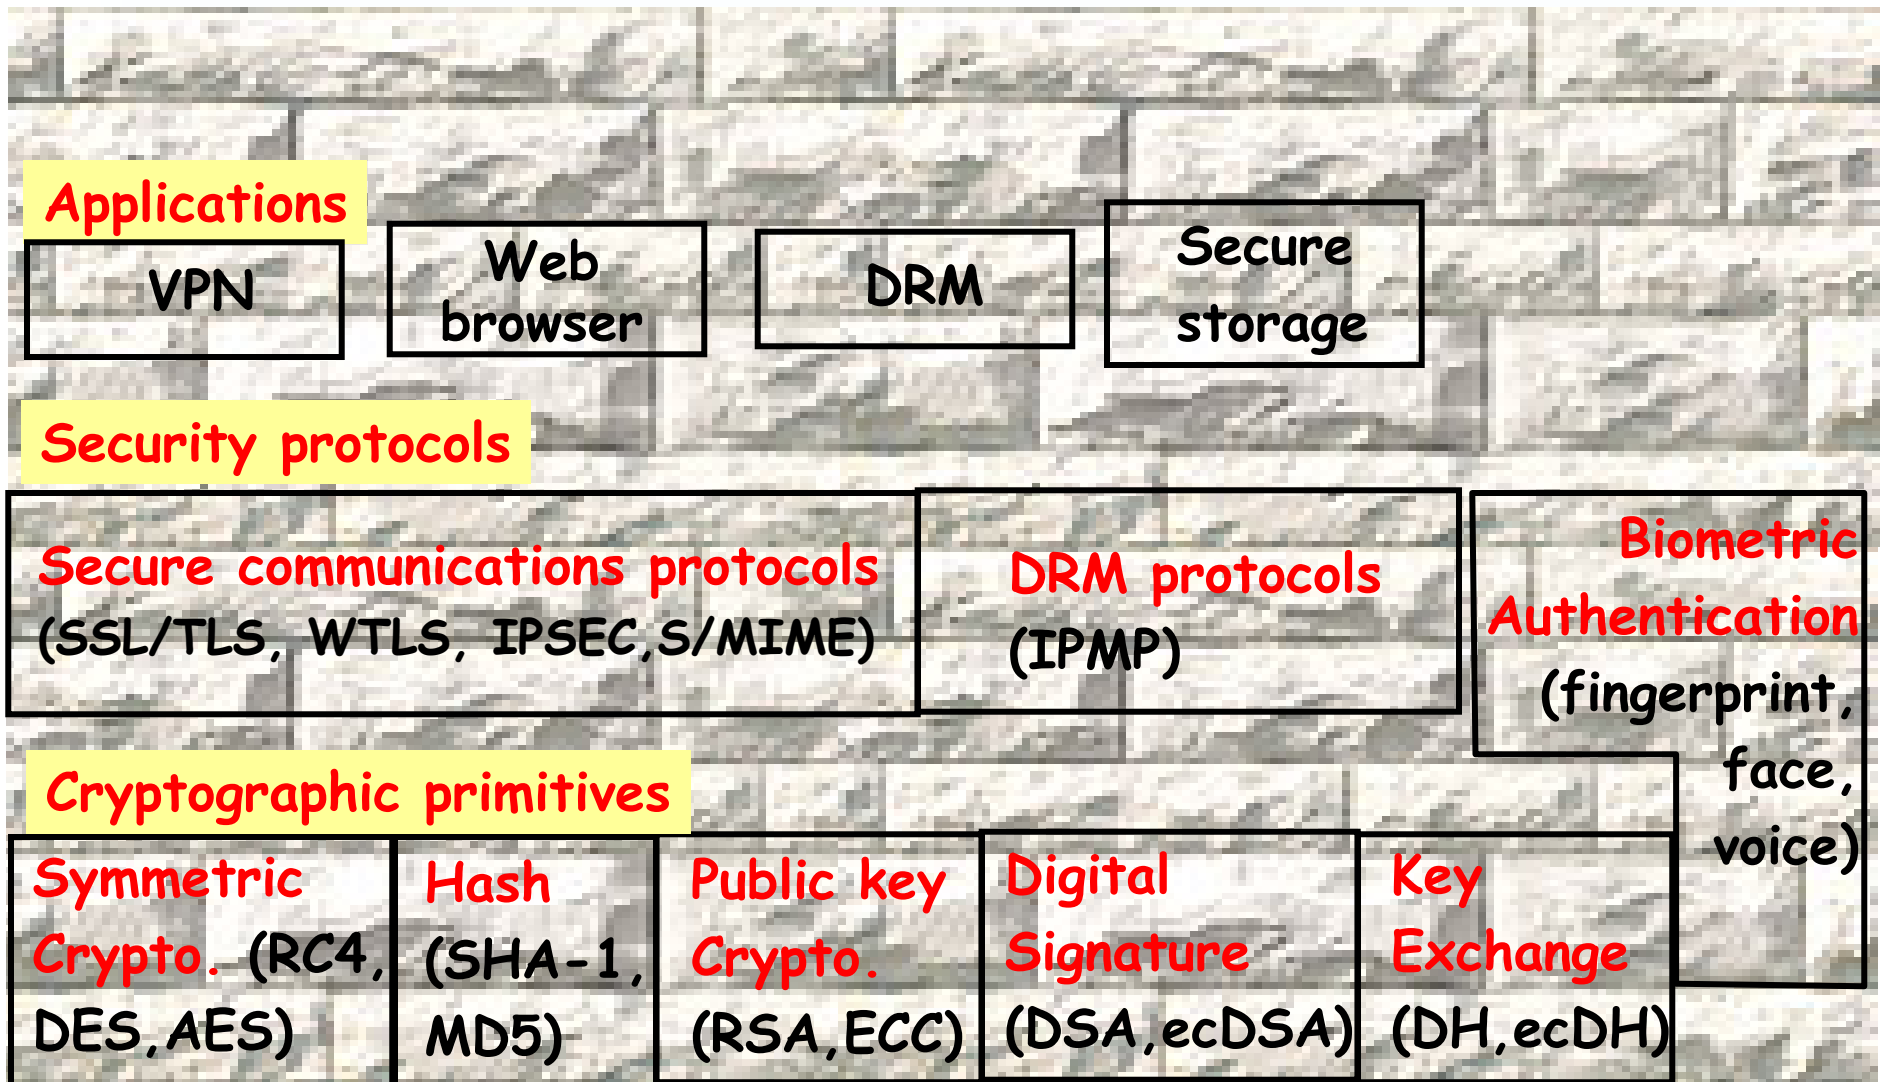 Applications
VPN
Web
browser
DRM
Secure
storage
Security protocols
Secure communications protocols
(SSL/TLS, WTLS, IPSEC,S/MIME)
DRM protocols
(IPMP)
Biometric
Authentication
(fingerprint,
face,
voice)
Cryptographic primitives
Symmetric
Crypto. (RC4,
DES,AES)
Hash
(SHA-1,
MD5)
Public key
Crypto.
(RSA,ECC)
Digital
Signature
(DSA,ecDSA)
Key
Exchange
(DH,ecDH)